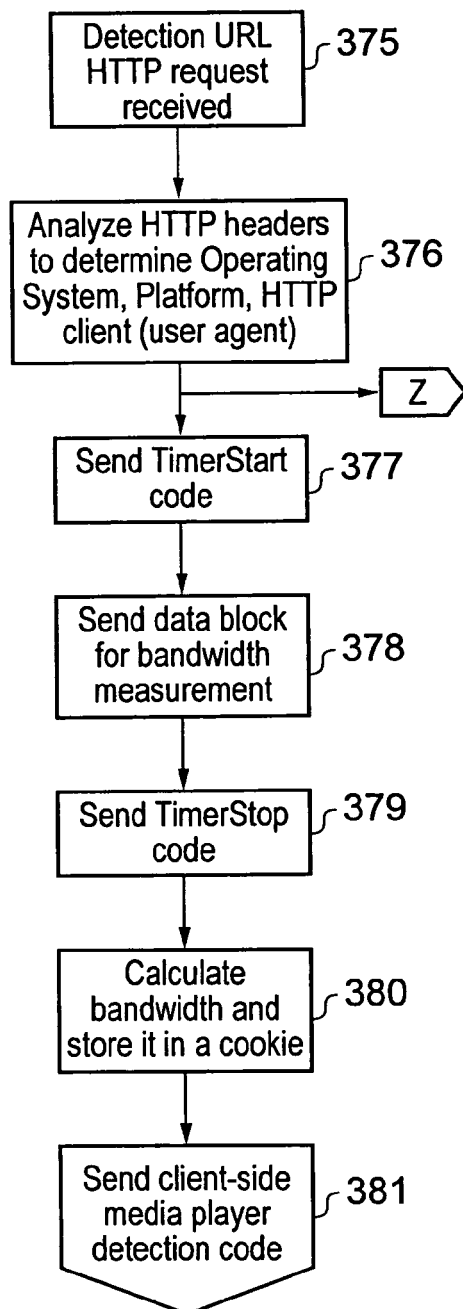 Detection URL
HTTP request
received
375
Analyze HTTP headers
to determine Operating
System, Platform, HTTP
client (user agent)
376
Z
Send TimerStart
code
377
Send data block
for bandwidth
measurement
378
Send TimerStop
code
379
Calculate
bandwidth and
store it in a cookie
380
Send client-side
media player
detection code
381